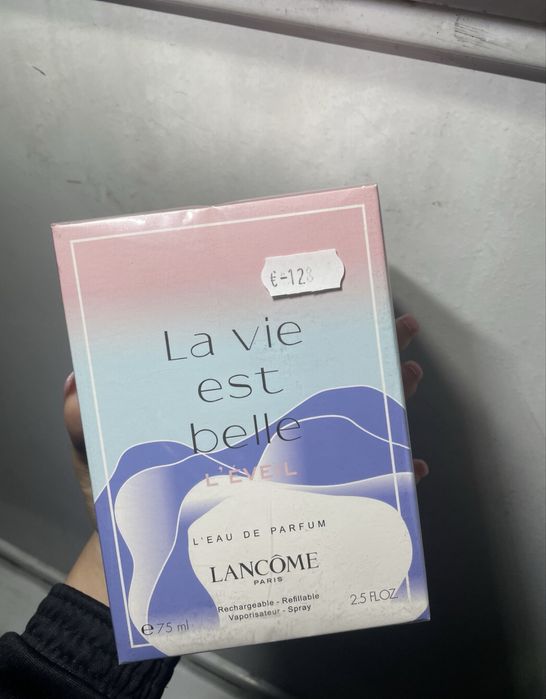 €-128
La vie
est
belle
L'ÉVEIL
L'EAU DE PARFUM
LANCÔME
PARIS
Rechargeable - Refillable
Vaporisateur - Spray
e 75 ml
2.5 FL.OZ.